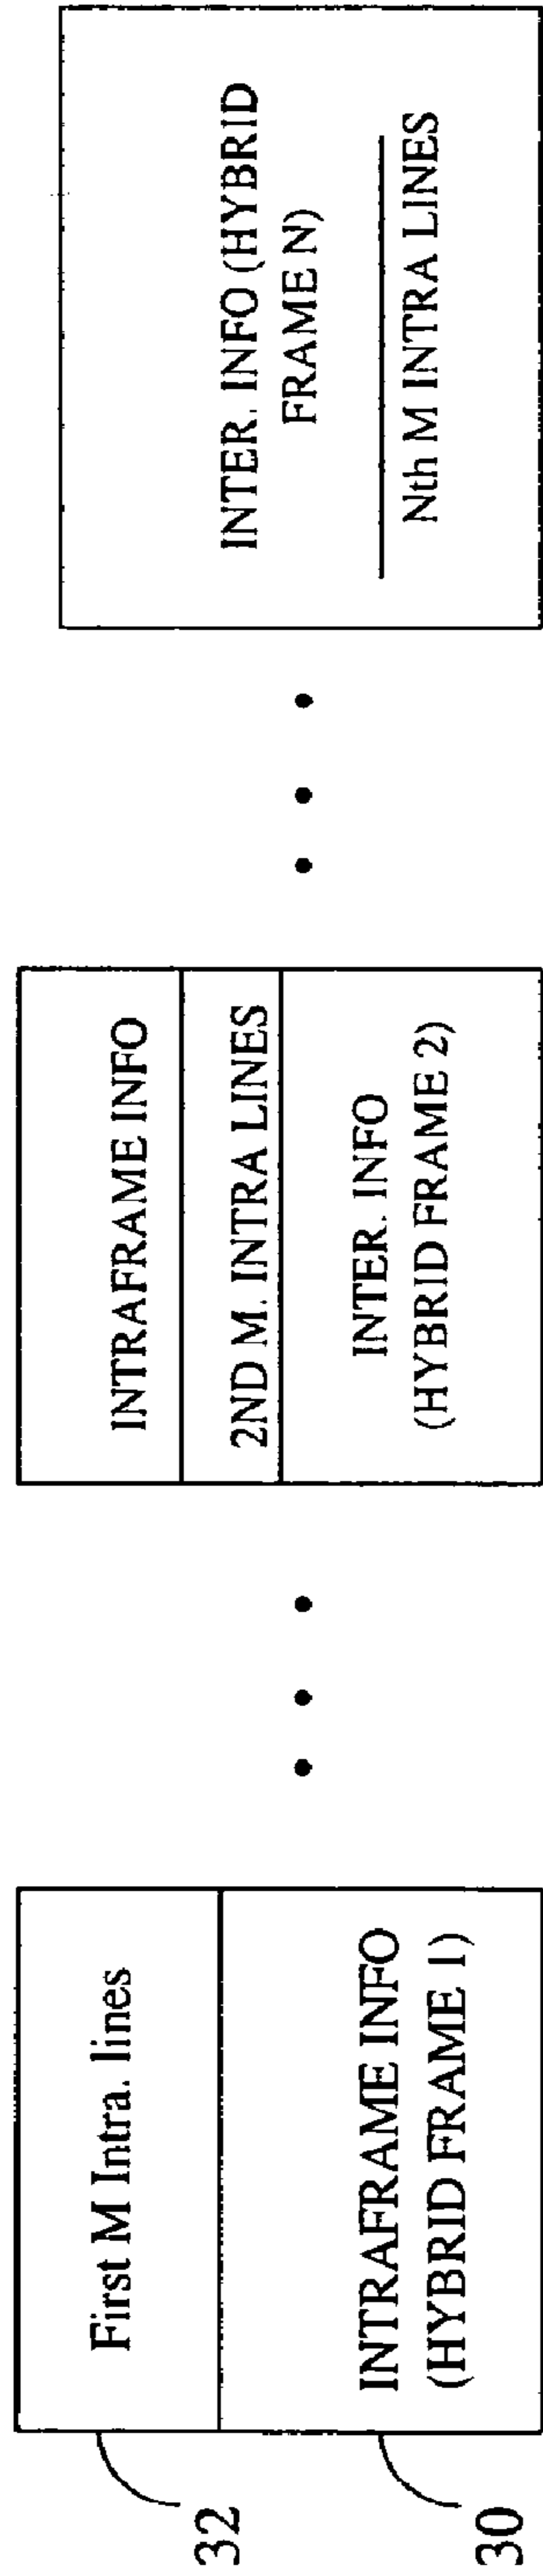 32
First M Intra. lines
30
INTRAFRAME INFO
(HYBRID FRAME 1)
INTRAFRAME INFO
2ND M. INTRA LINES
INTER. INFO
(HYBRID FRAME 2)
INTER. INFO (HYBRID
FRAME N)
Nth M INTRA LINES